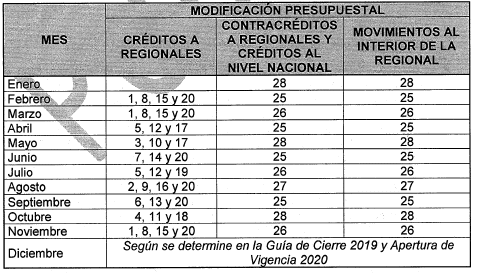 MODIFICACIÓN PRESUPUESTAL
MES
CRÉDITOS A
REGIONALES
CONTRACRÉDITOS
A REGIONALES Y
CRÉDITOS AL
NIVEL NACIONAL
MOVIMIENTOS AL
INTERIOR DE LA
REGIONAL
Enero 28 28
Febrero 1, 8, 15 y 20 25 25
Marzo 1, 8, 15 y 20 26 26
Abril 5, 12 y 17 25 25
Mayo 3, 10 y 17 28 28
Junio 7, 14 y 20 25 25
Julio 5, 12 y 19 26 26
Agosto 2, 9, 16 y 20 27 27
Septiembre 6, 13 y 20 25 25
Octubre 4, 11 y 18 28 28
Noviembre 1, 8, 15 y 20 26 26
Diciembre Según se determine en la Guía de Cierre 2019 y Apertura de
Vigencia 2020